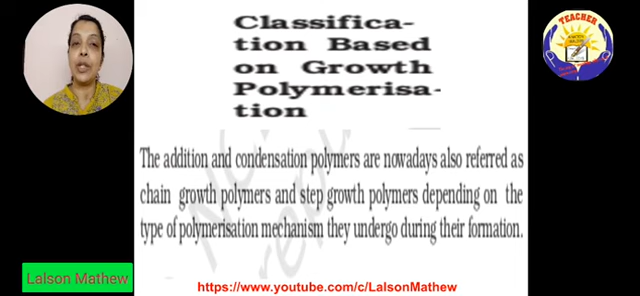 Classifica-
tion Based
on Growth
Polymerisa-
tion
TEACHER
The addition and condensation polymers are nowadays also referred as
chain growth polymers and step growth polymers depending on the
type of polymerisation mechanism they undergo during their formation.
Lalson Mathew
https://www.youtube.com/c/LalsonMathew